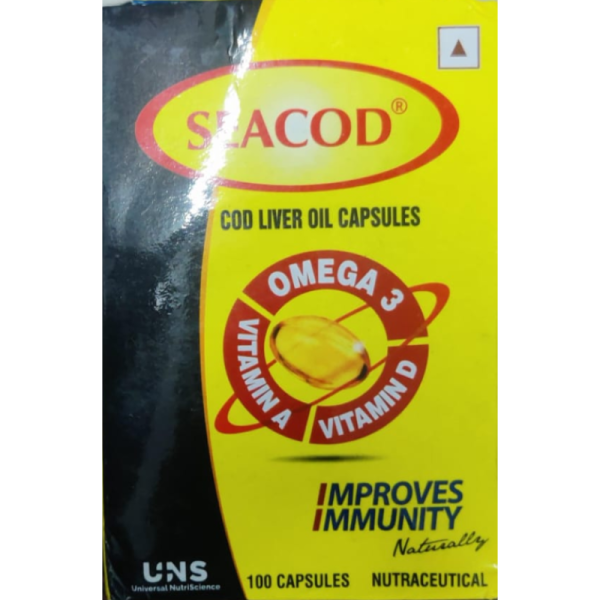 SEACOD®
COD LIVER OIL CAPSULES
OMEGA 3
VITAMIN A
VITAMIN D
IMPROVES
IMMUNITY
Naturally
UNS
Universal NutriScience
100 CAPSULES NUTRACEUTICAL